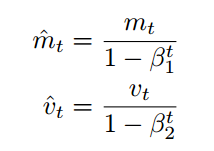 m̂_t = m_t / (1 − β_1^t)
v̂_t = v_t / (1 − β_2^t)